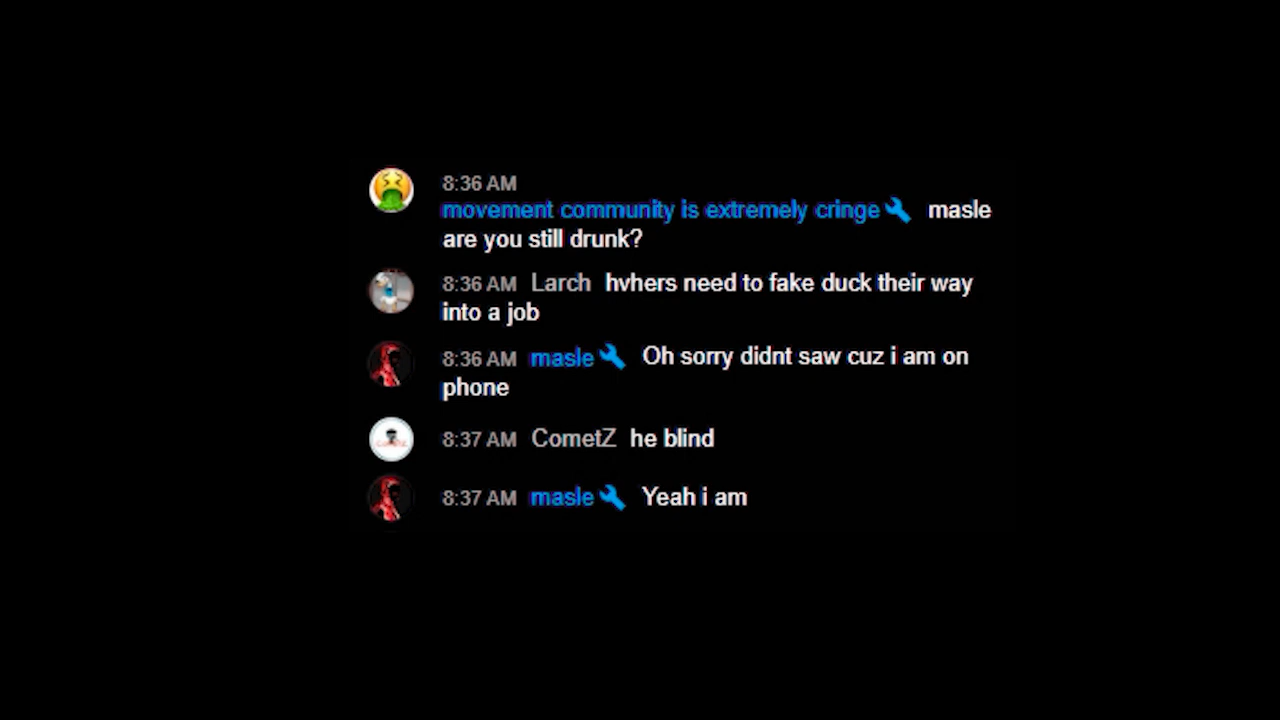 8:36 AM
movement community is extremely cringe masle
are you still drunk?
8:36 AM Larch hvhers need to fake duck their way
into a job
8:36 AM masle Oh sorry didnt saw cuz i am on
phone
8:37 AM CometZ he blind
8:37 AM masle Yeah i am